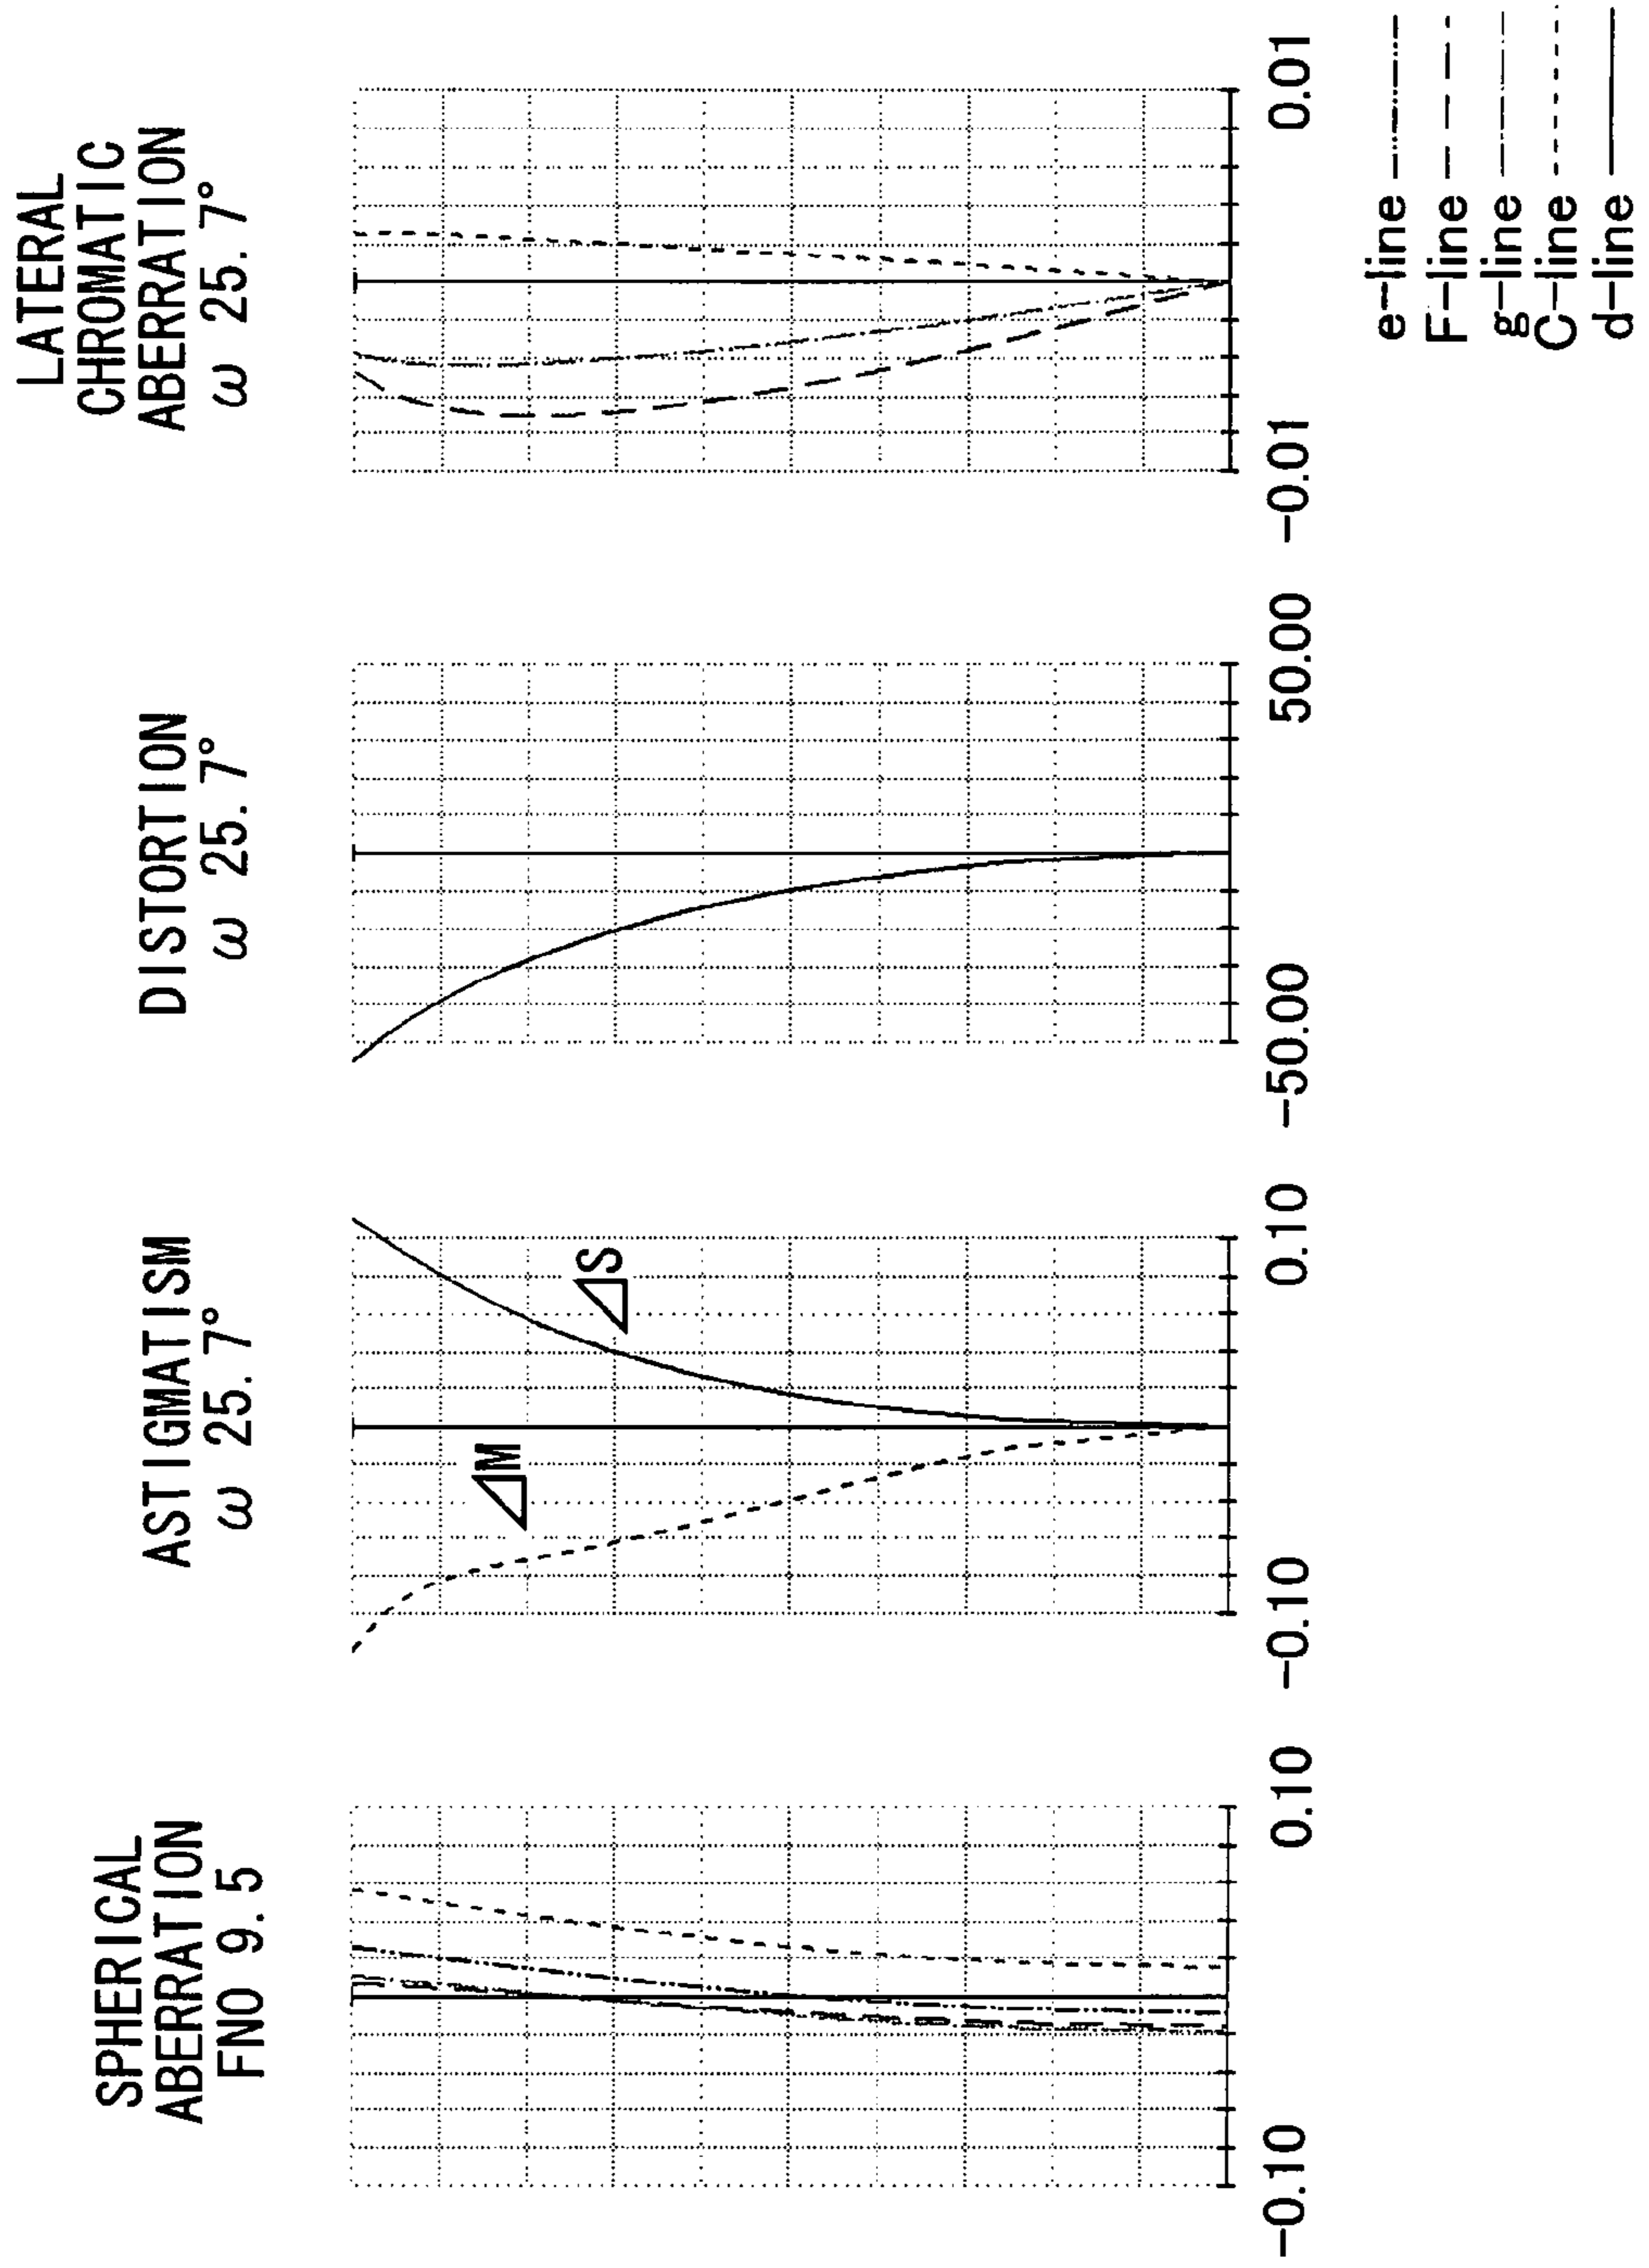 SPHERICAL
ABERRATION
FNO 9.5
-0.10
0.10
ASTIGMATISM
ω 25.7°
ΔM
ΔS
-0.10
0.10
DISTORTION
ω 25.7°
-50.00
50.00
LATERAL
CHROMATIC
ABERRATION
ω 25.7°
-0.01
0.01
e-line
F-line
g-line
C-line
d-line